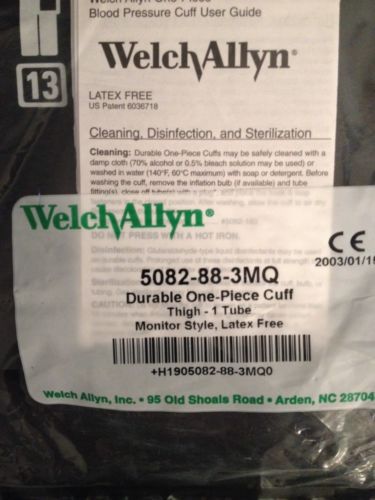 Welch Allyn One-Piece
Blood Pressure Cuff User Guide
WelchAllyn®
13
LATEX FREE
US Patent 6036718
Cleaning, Disinfection, and Sterilization
Cleaning: Durable One-Piece Cuffs may be safely cleaned with a
damp cloth (70% alcohol or 0.5% bleach solution may be used) or
washed in water (140°F, 60°C maximum) with soap or detergent. Before
washing the cuff, remove the inflation bulb (if available) and tube
DO NOT PRESS WITH A HOT IRON.
WelchAllyn®
CE
2003/01/1
5082-88-3MQ
Durable One-Piece Cuff
Thigh - 1 Tube
Monitor Style, Latex Free
+H1905082-88-3MQ0
Welch Allyn, Inc. • 95 Old Shoals Road • Arden, NC 28704